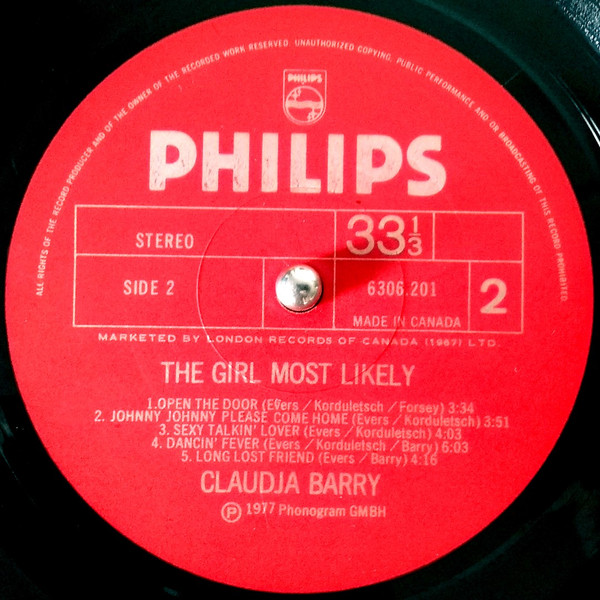 ALL RIGHTS OF THE RECORD PRODUCER AND OF THE OWNER OF THE RECORDED WORK RESERVED. UNAUTHORIZED COPYING, PUBLIC PERFORMANCE AND OR BROADCASTING OF THIS RECORD PROHIBITED.
PHILIPS
PHILIPS
STEREO
33 1/3
SIDE 2
6306.201
2
MADE IN CANADA
MARKETED BY LONDON RECORDS OF CANADA (1967) LTD.
THE GIRL MOST LIKELY
1.OPEN THE DOOR (Evers / Korduletsch / Forsey) 3:34
2. JOHNNY JOHNNY PLEASE COME HOME (Evers / Korduletsch) 3:51
3. SEXY TALKIN' LOVER (Evers / Korduletsch) 4:03
4. DANCIN' FEVER (Evers / Korduletsch / Barry) 6:03
5. LONG LOST FRIEND (Evers / Barry) 4:16
CLAUDJA BARRY
Ⓟ 1977 Phonogram GMBH